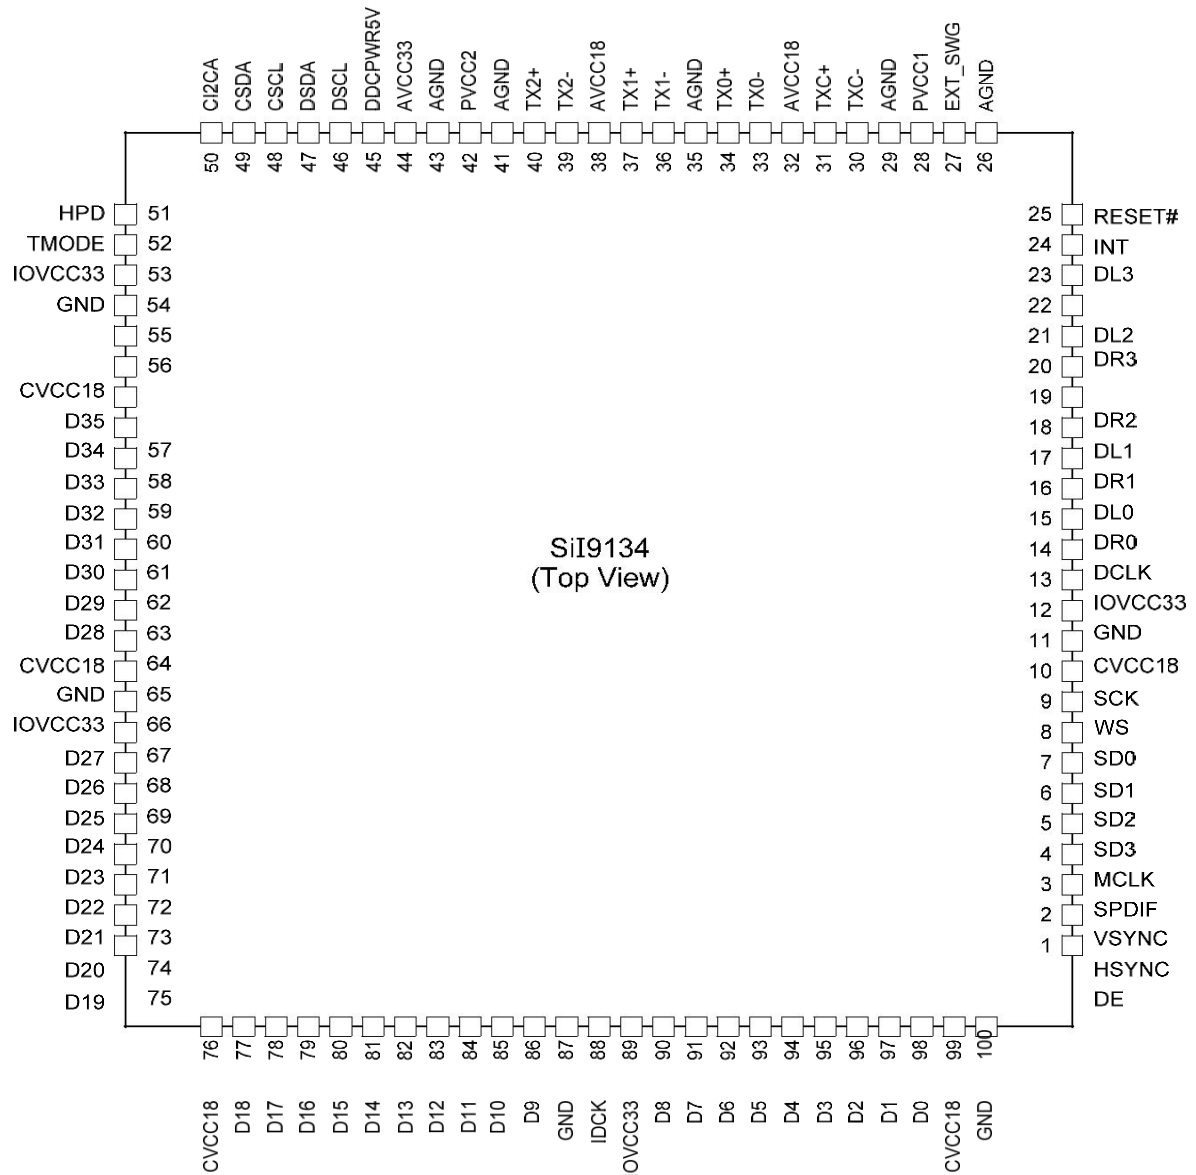 CI2CA CSDA CSCL DSDA DSCL DDCPWR5V AVCC33 AGND PVCC2 AGND TX2+ TX2- AVCC18 TX1+ TX1- AGND TX0+ TX0- AVCC18 TXC+ TXC- AGND PVCC1 EXT_SWG AGND
50 49 48 47 46 45 44 43 42 41 40 39 38 37 36 35 34 33 32 31 30 29 28 27 26
HPD 51 25 RESET#
TMODE 52 24 INT
IOVCC33 53 23 DL3
GND 54 22
55 21 DL2
56 20 DR3
CVCC18 19
D35 18 DR2
D34 57 17 DL1
D33 58 16 DR1
D32 59 15 DL0
D31 60 14 DR0
SiI9134
(Top View)
D30 61 13 DCLK
D29 62 12 IOVCC33
D28 63 11 GND
CVCC18 64 10 CVCC18
GND 65 9 SCK
IOVCC33 66 8 WS
D27 67 7 SD0
D26 68 6 SD1
D25 69 5 SD2
D24 70 4 SD3
D23 71 3 MCLK
D22 72 2 SPDIF
D21 73 1 VSYNC
D20 74 HSYNC
D19 75 DE
76 77 78 79 80 81 82 83 84 85 86 87 88 89 90 91 92 93 94 95 96 97 98 99 100
CVCC18 D18 D17 D16 D15 D14 D13 D12 D11 D10 D9 GND IDCK OVCC33 D8 D7 D6 D5 D4 D3 D2 D1 D0 CVCC18 GND